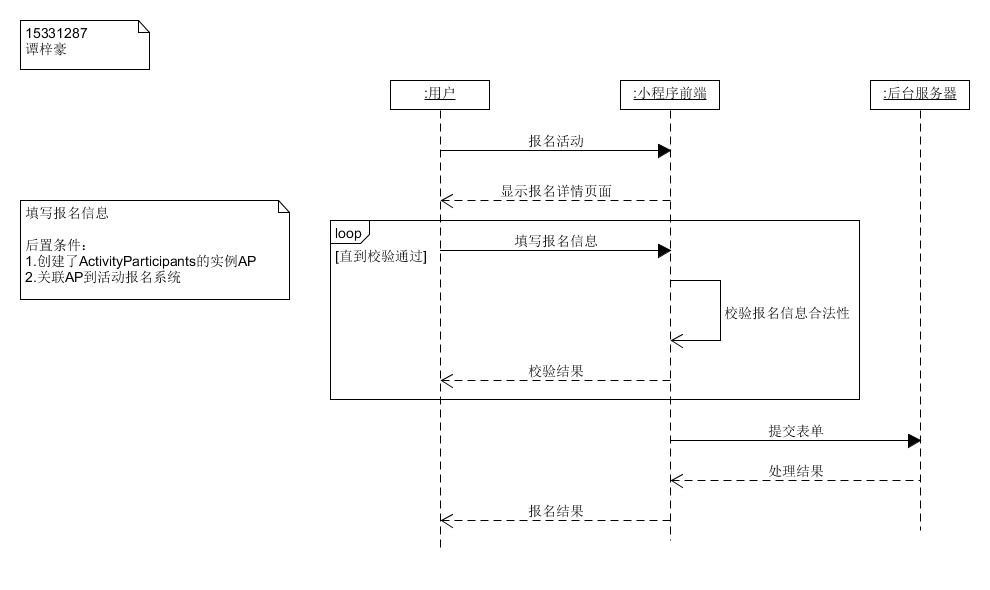 15331287
谭梓豪
:用户
:小程序前端
:后台服务器
报名活动
显示报名详情页面
填写报名信息
后置条件：
1.创建了ActivityParticipants的实例AP
2.关联AP到活动报名系统
loop
[直到校验通过]
填写报名信息
校验报名信息合法性
校验结果
提交表单
处理结果
报名结果